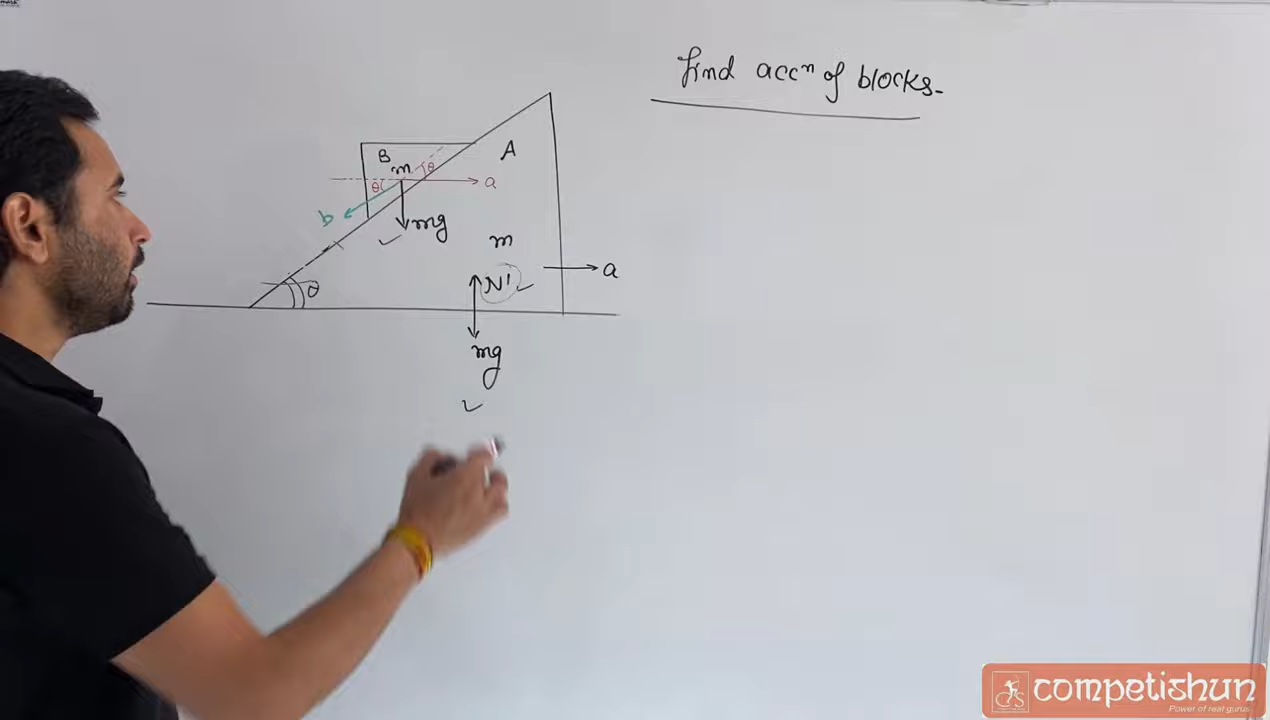 find accⁿ of blocks.
B
A
m
θ
θ
a
b
mg
m
θ
N'
a
mg
competishun
Power of real gurus